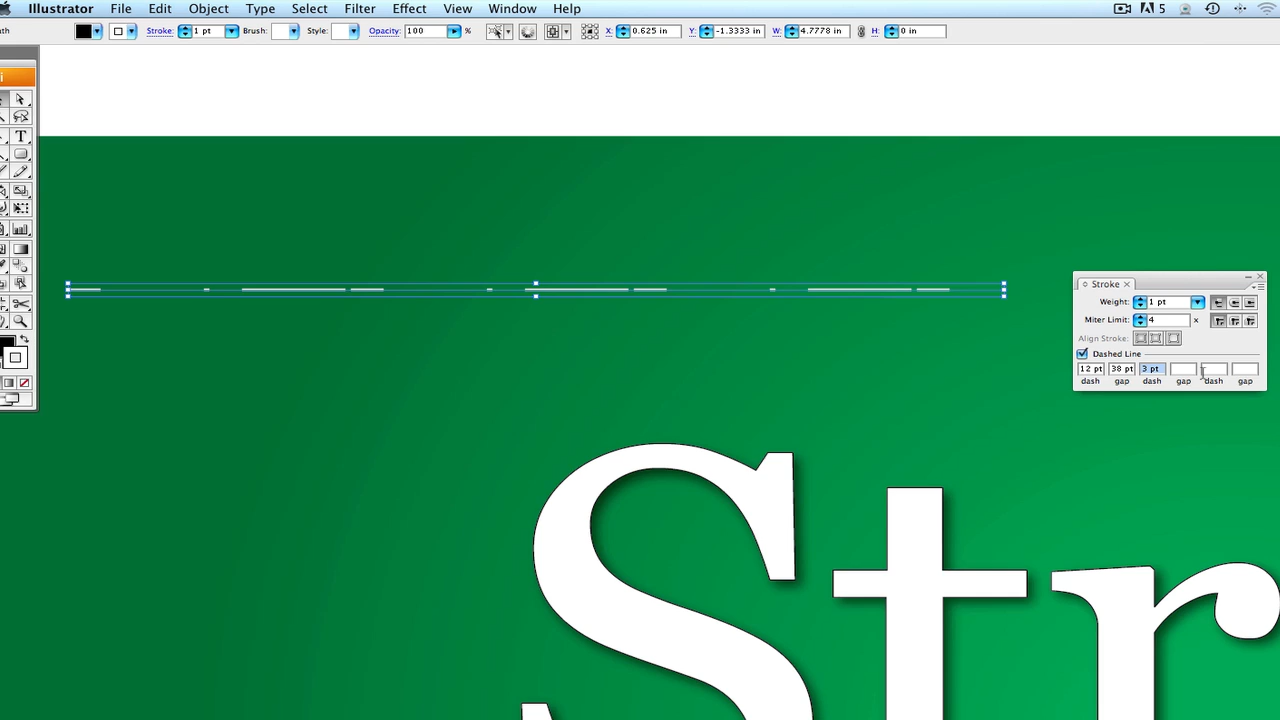 Illustrator File Edit Object Type Select Filter Effect View Window Help 5
ath Stroke: 1 pt Brush: Style: Opacity: 100 % X: 0.625 in Y: -1.3333 in W: 4.7778 in H: 0 in
i
T
Stroke
Weight: 1 pt
Miter Limit: 4 x
Align Stroke:
Dashed Line
12 pt 38 pt 3 pt
dash gap dash gap dash gap
Str